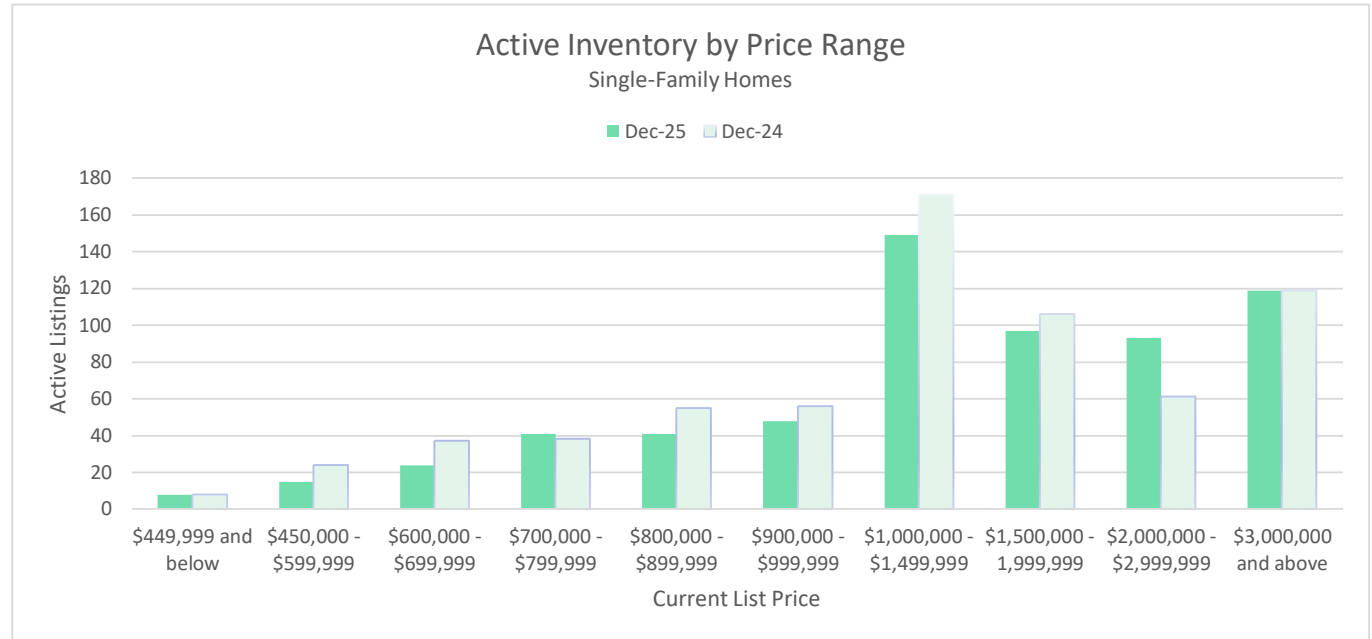 Active Inventory by Price Range
Single-Family Homes
Dec-25 Dec-24
180
160
140
120
100
80
60
40
20
0
Active Listings
$449,999 and $450,000 - $600,000 - $700,000 - $800,000 - $900,000 - $1,000,000 - $1,500,000 - $2,000,000 - $3,000,000
below $599,999 $699,999 $799,999 $899,999 $999,999 $1,499,999 1,999,999 $2,999,999 and above
Current List Price